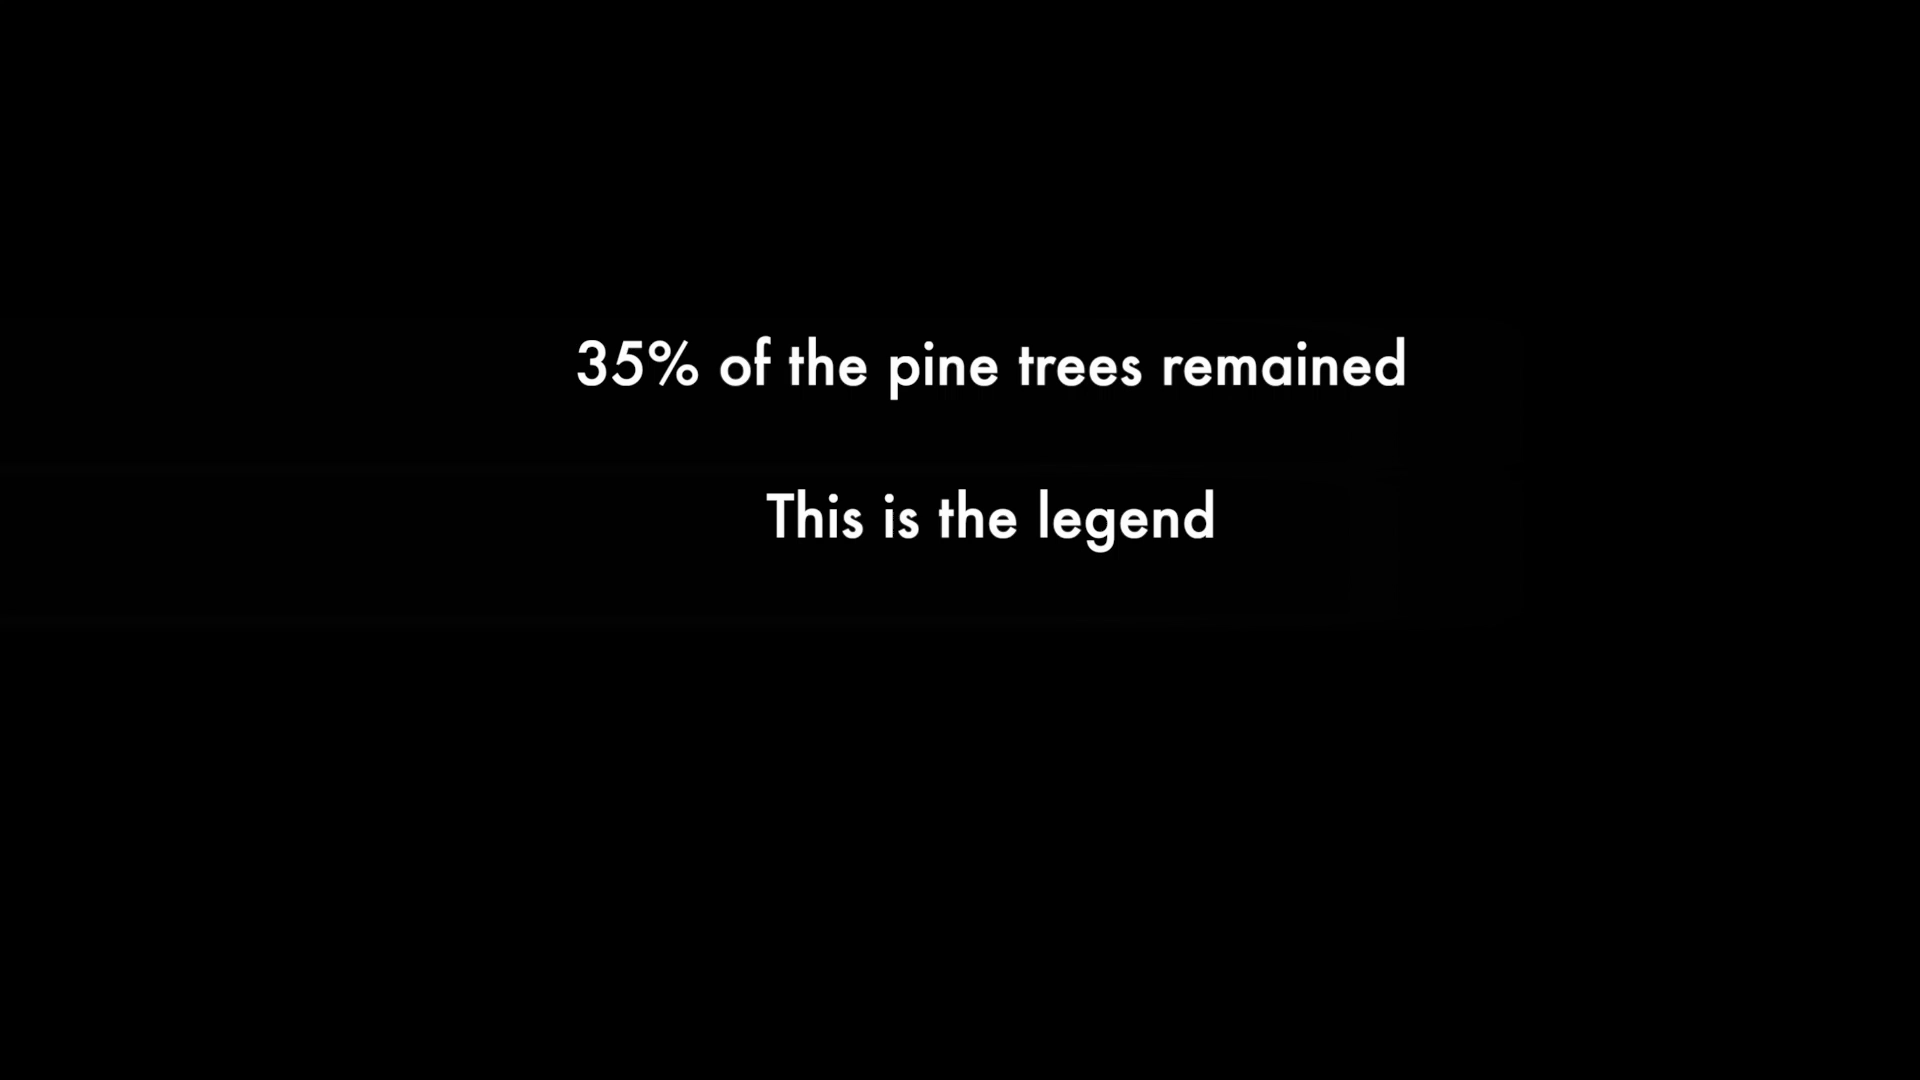 35% of the pine trees remained
This is the legend